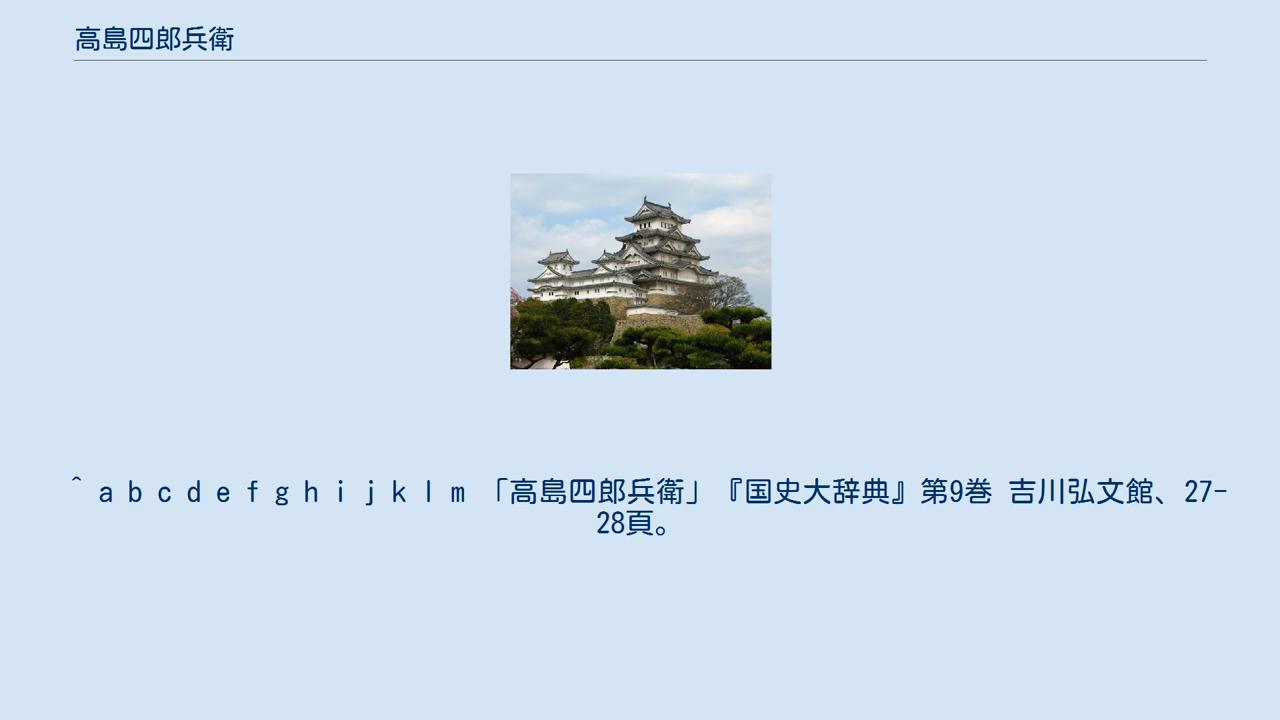 高島四郎兵衛
^ a b c d e f g h i j k l m 「高島四郎兵衛」『国史大辞典』第9巻 吉川弘文館、27-
28頁。